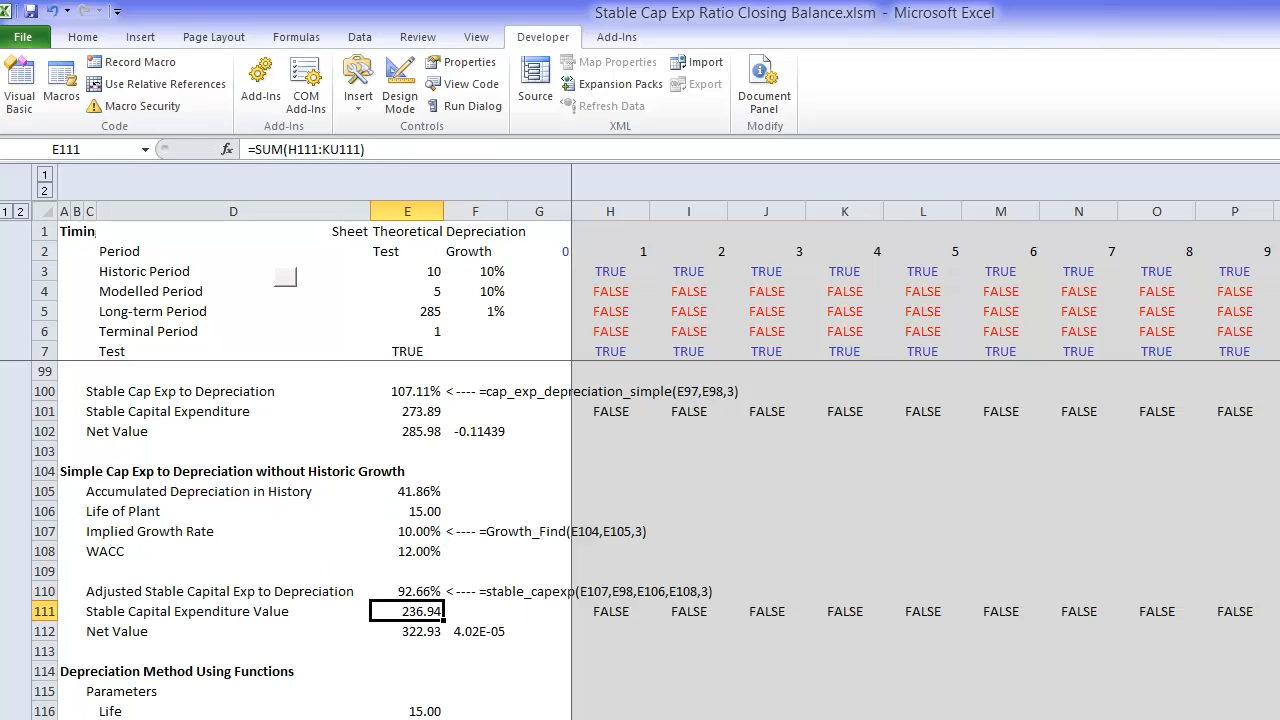 Stable Cap Exp Ratio Closing Balance.xlsm - Microsoft Excel
File Home Insert Page Layout Formulas Data Review View Developer Add-Ins
Visual Basic
Macros
Record Macro
Use Relative References
Macro Security
Code
Add-Ins
COM Add-Ins
Add-Ins
Insert
Design Mode
Properties
View Code
Run Dialog
Controls
Source
Map Properties
Expansion Packs
Refresh Data
Import
Export
XML
Document Panel
Modify
E111 fx =SUM(H111:KU111)
1
2
1 2 A B C D E F G H I J K L M N O P
1 Timin Sheet Theoretical Depreciation
2 Period Test Growth 0 1 2 3 4 5 6 7 8 9
3 Historic Period 10 10% TRUE TRUE TRUE TRUE TRUE TRUE TRUE TRUE TRUE
4 Modelled Period 5 10% FALSE FALSE FALSE FALSE FALSE FALSE FALSE FALSE FALSE
5 Long-term Period 285 1% FALSE FALSE FALSE FALSE FALSE FALSE FALSE FALSE FALSE
6 Terminal Period 1 FALSE FALSE FALSE FALSE FALSE FALSE FALSE FALSE FALSE
7 Test TRUE TRUE TRUE TRUE TRUE TRUE TRUE TRUE TRUE TRUE
99
100 Stable Cap Exp to Depreciation 107.11% < ---- =cap_exp_depreciation_simple(E97,E98,3)
101 Stable Capital Expenditure 273.89 FALSE FALSE FALSE FALSE FALSE FALSE FALSE FALSE FALSE
102 Net Value 285.98 -0.11439
103
104 Simple Cap Exp to Depreciation without Historic Growth
105 Accumulated Depreciation in History 41.86%
106 Life of Plant 15.00
107 Implied Growth Rate 10.00% < ---- =Growth_Find(E104,E105,3)
108 WACC 12.00%
109
110 Adjusted Stable Capital Exp to Depreciation 92.66% < ---- =stable_capexp(E107,E98,E106,E108,3)
111 Stable Capital Expenditure Value 236.94 FALSE FALSE FALSE FALSE FALSE FALSE FALSE FALSE FALSE
112 Net Value 322.93 4.02E-05
113
114 Depreciation Method Using Functions
115 Parameters
116 Life 15.00